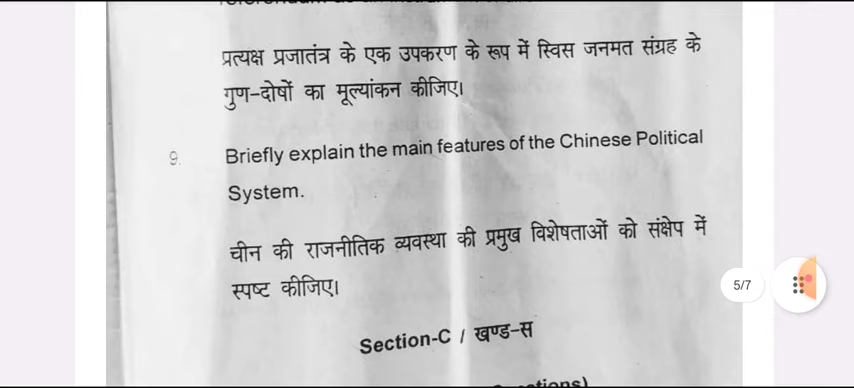 प्रत्यक्ष प्रजातंत्र के एक उपकरण के रूप में स्विस जनमत संग्रह के
गुण-दोषों का मूल्यांकन कीजिए।
9. Briefly explain the main features of the Chinese Political
System.
चीन की राजनीतिक व्यवस्था की प्रमुख विशेषताओं को संक्षेप में
स्पष्ट कीजिए।
5/7
Section-C / खण्ड-स